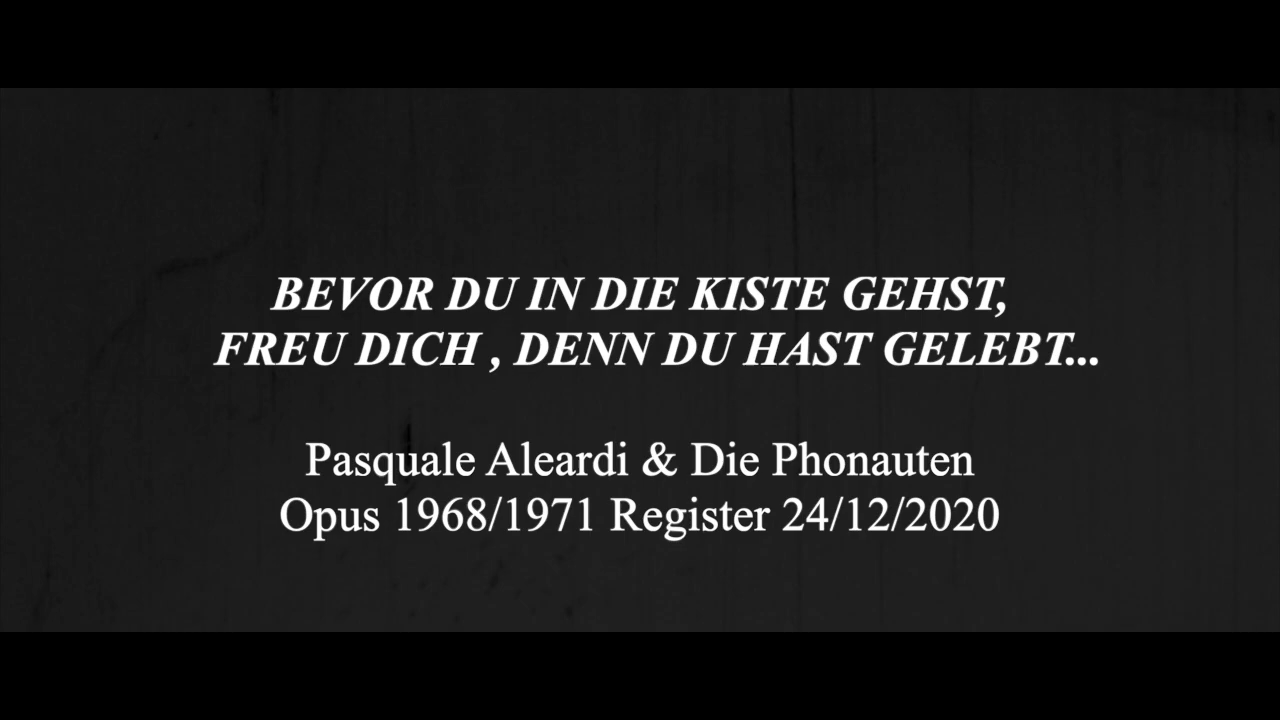 BEVOR DU IN DIE KISTE GEHST,
FREU DICH , DENN DU HAST GELEBT...
Pasquale Aleardi & Die Phonauten
Opus 1968/1971 Register 24/12/2020